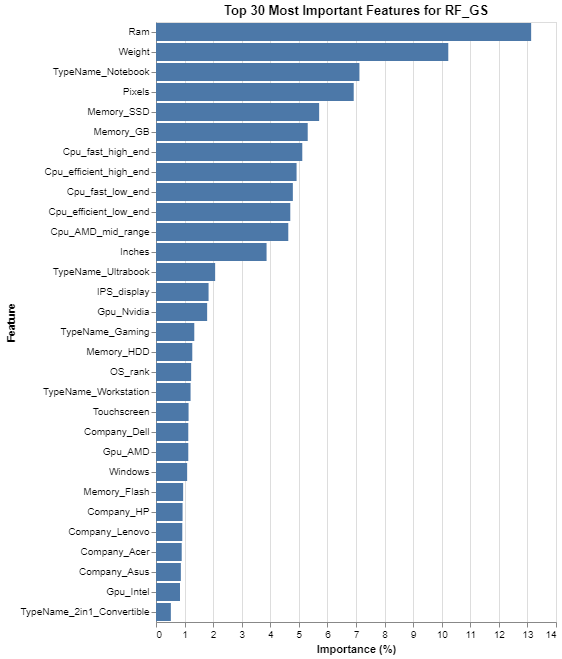 Top 30 Most Important Features for RF_GS
Feature
Ram
Weight
TypeName_Notebook
Pixels
Memory_SSD
Memory_GB
Cpu_fast_high_end
Cpu_efficient_high_end
Cpu_fast_low_end
Cpu_efficient_low_end
Cpu_AMD_mid_range
Inches
TypeName_Ultrabook
IPS_display
Gpu_Nvidia
TypeName_Gaming
Memory_HDD
OS_rank
TypeName_Workstation
Touchscreen
Company_Dell
Gpu_AMD
Windows
Memory_Flash
Company_HP
Company_Lenovo
Company_Acer
Company_Asus
Gpu_Intel
TypeName_2in1_Convertible
0 1 2 3 4 5 6 7 8 9 10 11 12 13 14
Importance (%)